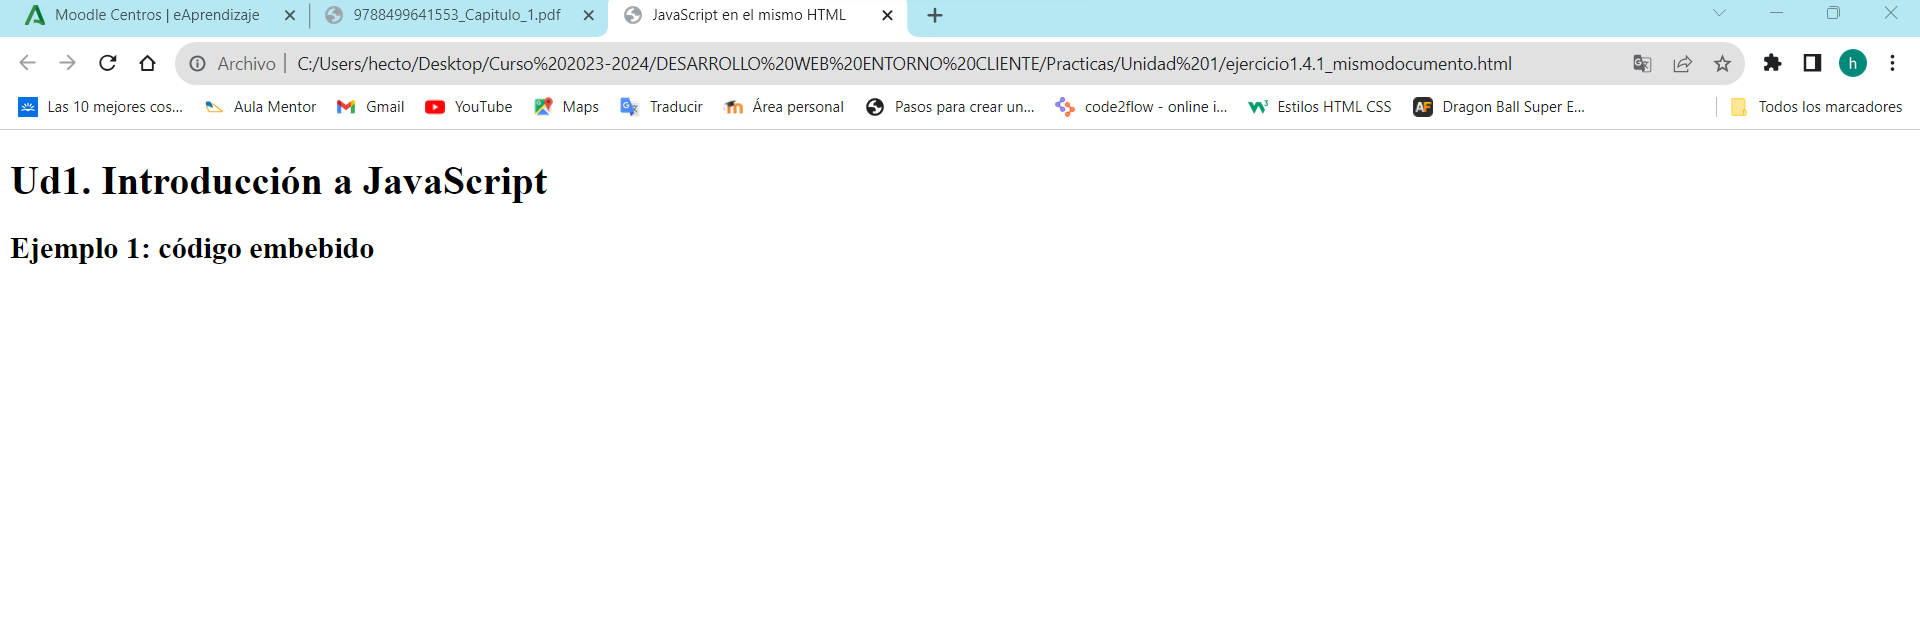 Moodle Centros | eAprendizaje
9788499641553_Capitulo_1.pdf
JavaScript en el mismo HTML
Archivo
C:/Users/hecto/Desktop/Curso%202023-2024/DESARROLLO%20WEB%20ENTORNO%20CLIENTE/Practicas/Unidad%201/ejercicio1.4.1_mismodocumento.html
h
Las 10 mejores cos...
Aula Mentor
Gmail
YouTube
Maps
Traducir
Área personal
Pasos para crear un...
code2flow - online i...
Estilos HTML CSS
AF
Dragon Ball Super E...
Todos los marcadores
Ud1. Introducción a JavaScript
Ejemplo 1: código embebido